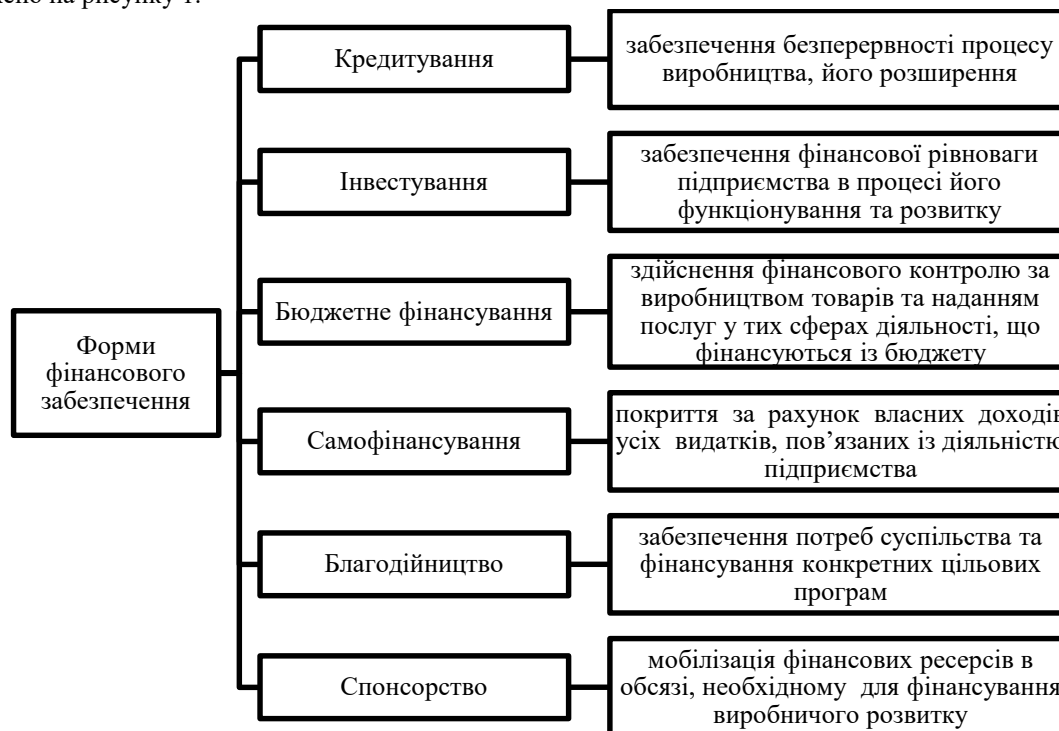 Кредитування
забезпечення безперервності процесу
виробництва, його розширення
Інвестування
забезпечення фінансової рівноваги
підприємства в процесі його
функціонування та розвитку
Бюджетне фінансування
здійснення фінансового контролю за
виробництвом товарів та наданням
послуг у тих сферах діяльності, що
фінансуються із бюджету
Форми
фінансового
забезпечення
Самофінансування
покриття за рахунок власних доходів
усіх видатків, пов’язаних із діяльністю
підприємства
Благодійництво
забезпечення потреб суспільства та
фінансування конкретних цільових
програм
Спонсорство
мобілізація фінансових ресерсів в
обсязі, необхідному для фінансування
виробничого розвитку